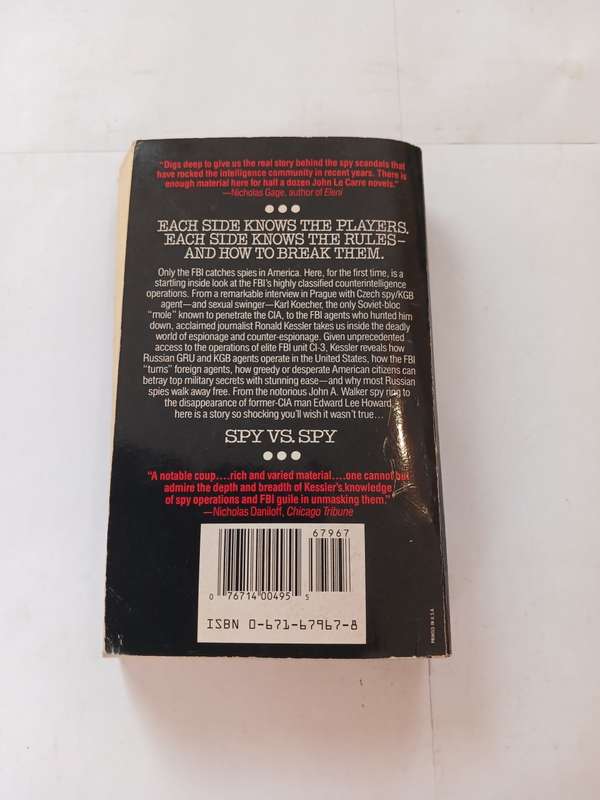 "Digs deep to give us the real story behind the spy scandals that
have rocked the intelligence community in recent years. There is
enough material here for half a dozen John Le Carre novels."
—Nicholas Gage, author of Eleni
EACH SIDE KNOWS THE PLAYERS.
EACH SIDE KNOWS THE RULES—
AND HOW TO BREAK THEM.
Only the FBI catches spies in America. Here, for the first time, is a
startling inside look at the FBI's highly classified counterintelligence
operations. From a remarkable interview in Prague with Czech spy/KGB
agent—and sexual swinger—Karl Koecher, the only Soviet-bloc
"mole" known to penetrate the CIA, to the FBI agents who hunted him
down, acclaimed journalist Ronald Kessler takes us inside the deadly
world of espionage and counter-espionage. Given unprecedented
access to the operations of elite FBI unit CI-3, Kessler reveals how
Russian GRU and KGB agents operate in the United States, how the FBI
"turns" foreign agents, how greedy or desperate American citizens can
betray top military secrets with stunning ease—and why most Russian
spies walk away free. From the notorious John A. Walker spy ring to
the disappearance of former-CIA man Edward Lee Howard,
here is a story so shocking you'll wish it wasn't true...
SPY VS. SPY
"A notable coup....rich and varied material....one cannot but
admire the depth and breadth of Kessler's knowledge
of spy operations and FBI guile in unmasking them."
—Nicholas Daniloff, Chicago Tribune
67967
0 76714 00495 5
ISBN 0-671-67967-8
PRINTED IN U.S.A.